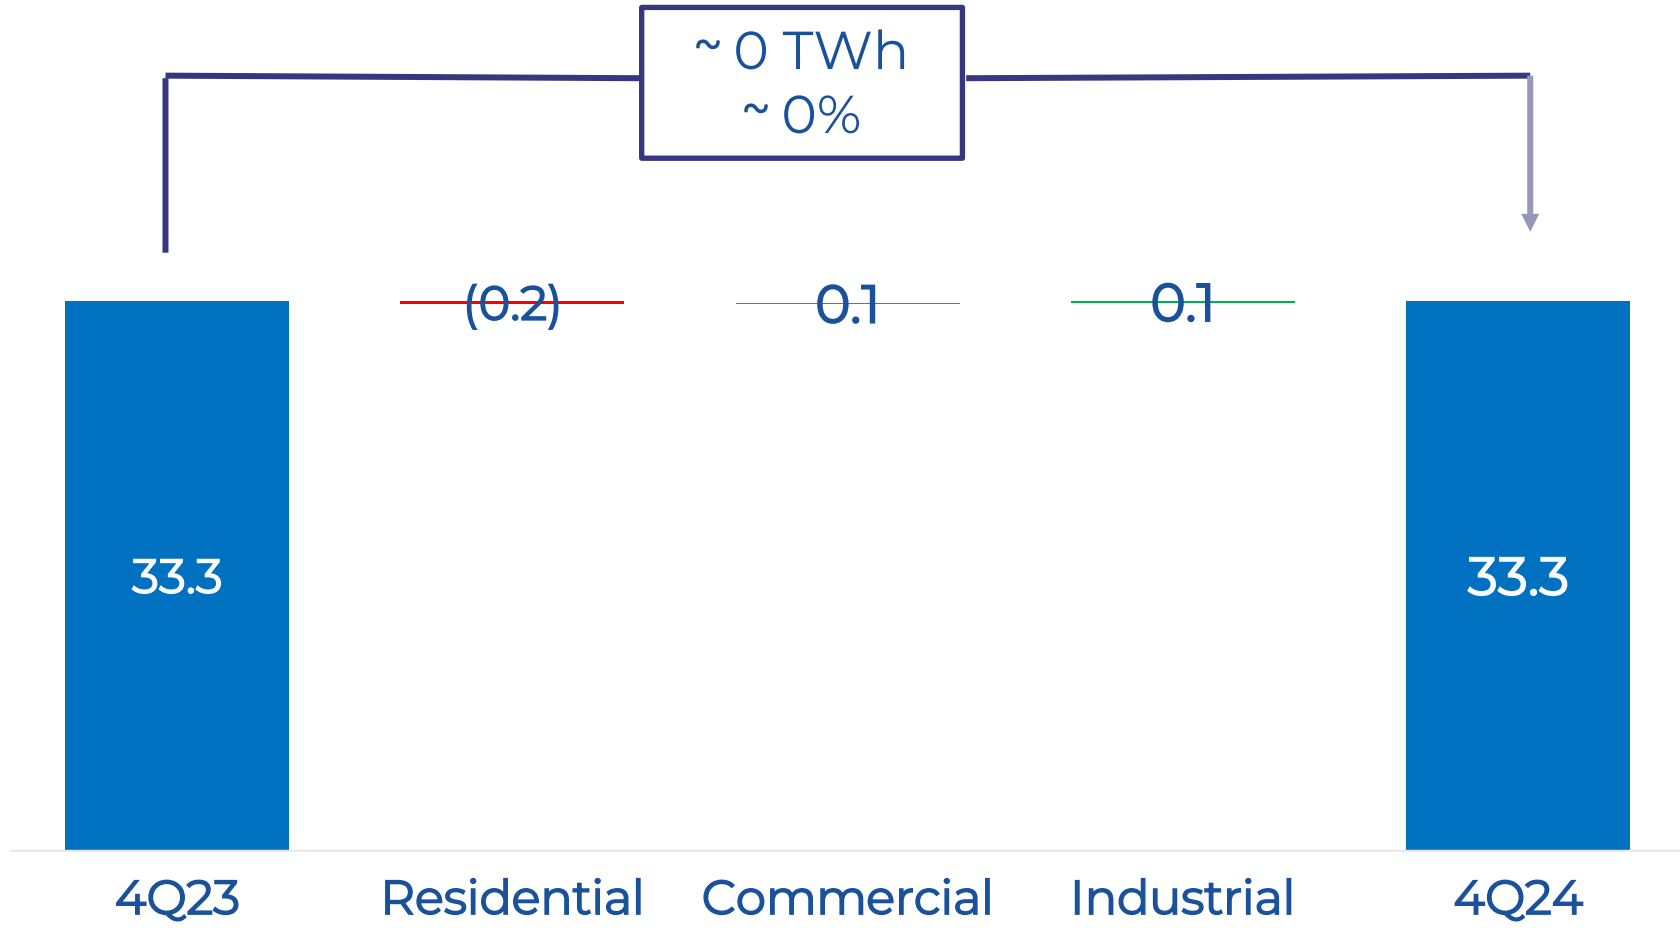 ~ 0 TWh
~ 0%
(0.2)
0.1
0.1
33.3
33.3
4Q23
Residential
Commercial
Industrial
4Q24